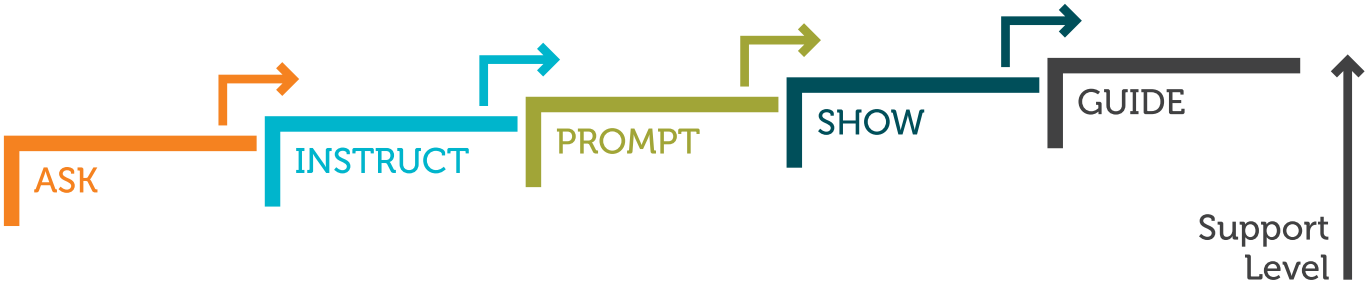 ASK
INSTRUCT
PROMPT
SHOW
GUIDE
Support
Level